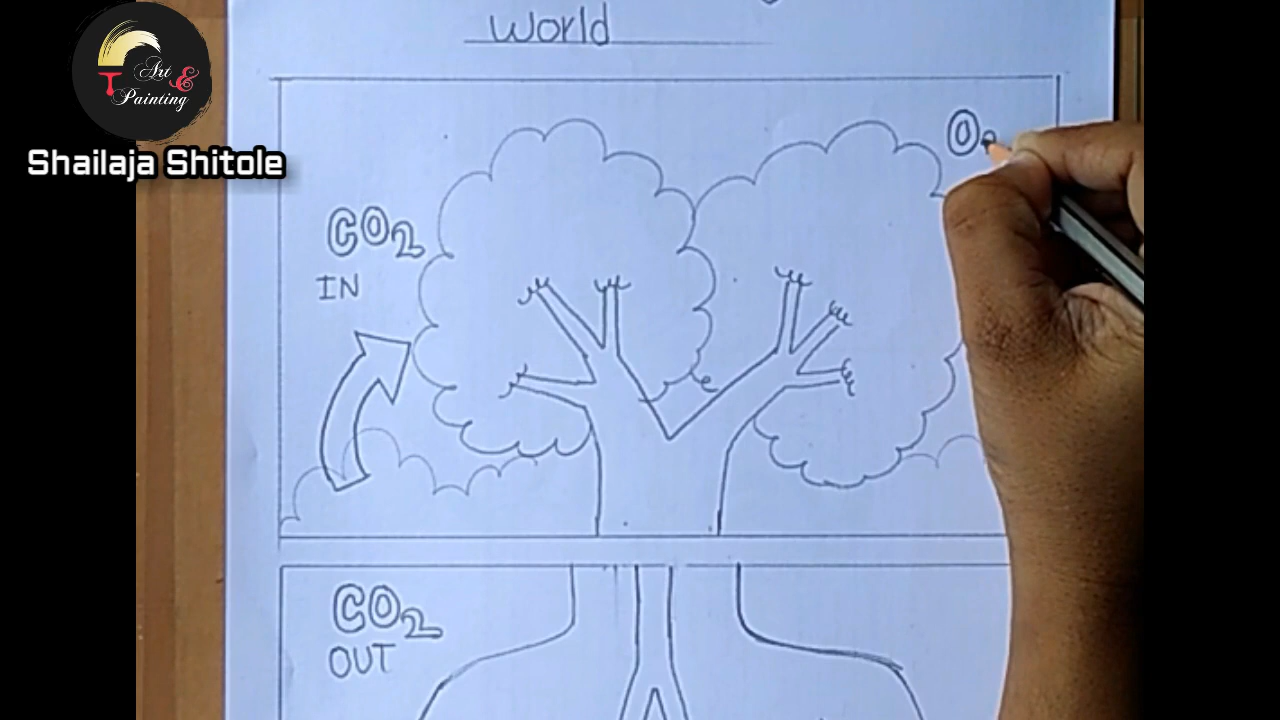 World
Art &
Painting
Shailaja Shitole
O2
CO2
IN
CO2
OUT